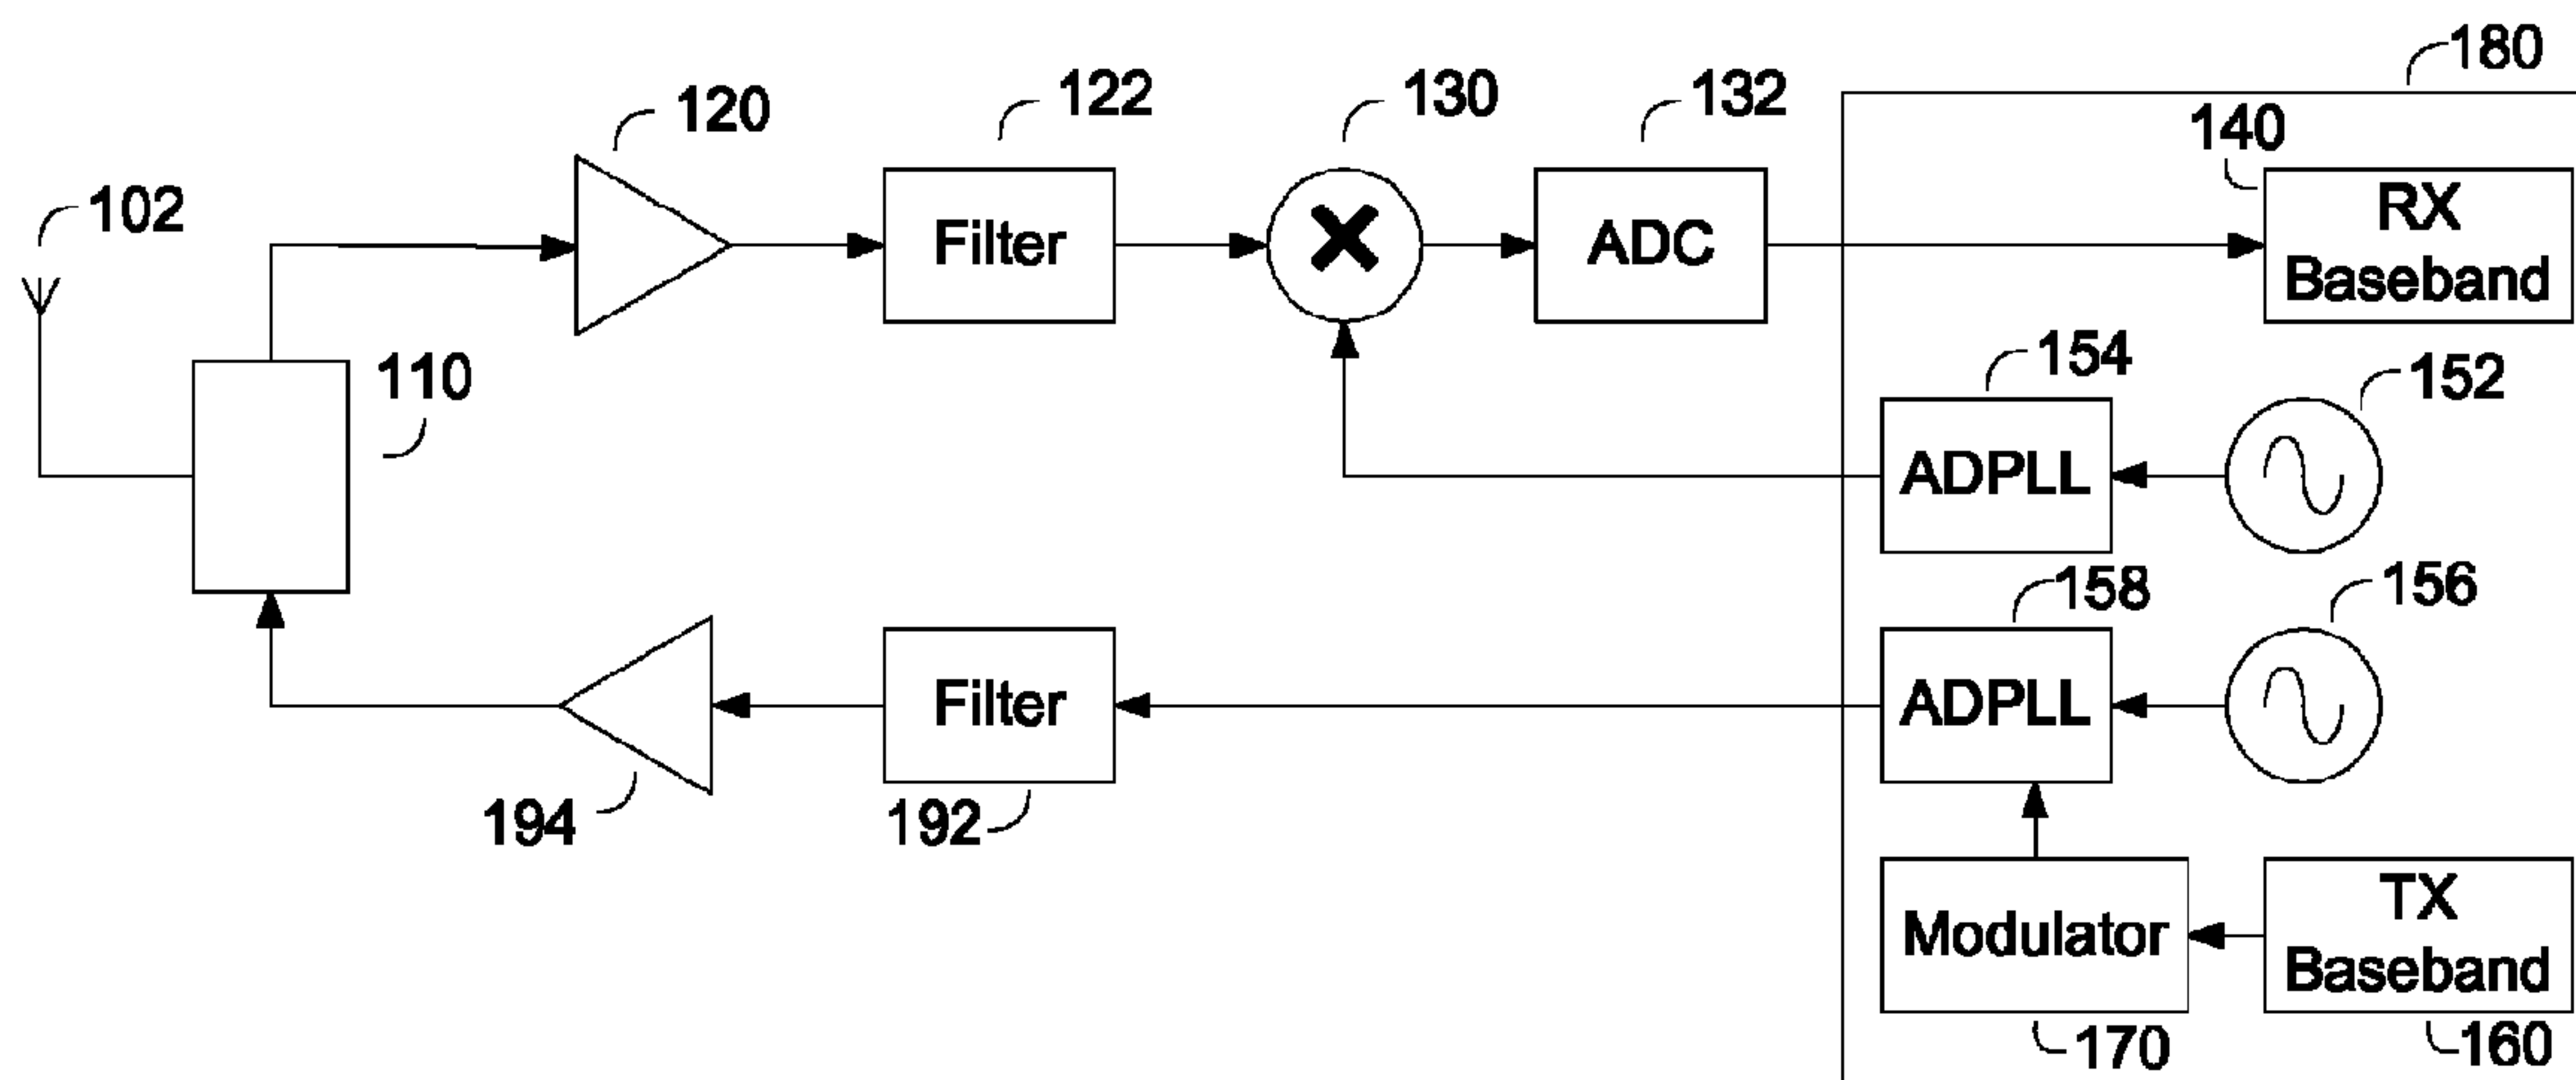 180
120
122
130
132
140
102
Filter
ADC
RX
Baseband
110
154
152
ADPLL
158
156
Filter
ADPLL
194
192
Modulator
TX
Baseband
170
160